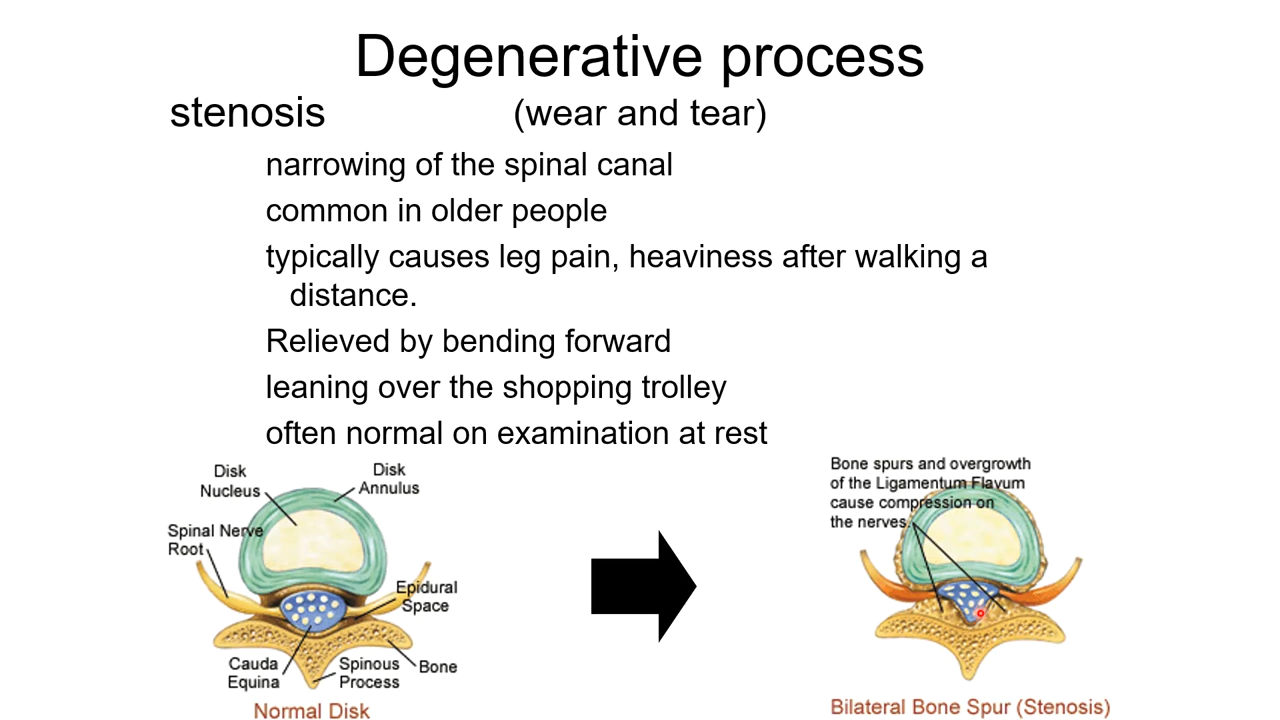 Degenerative process
stenosis (wear and tear)
narrowing of the spinal canal
common in older people
typically causes leg pain, heaviness after walking a
distance.
Relieved by bending forward
leaning over the shopping trolley
often normal on examination at rest
Disk
Nucleus
Disk
Annulus
Spinal Nerve
Root
Epidural
Space
Cauda
Equina
Spinous
Process
Bone
Normal Disk
Bone spurs and overgrowth
of the Ligamentum Flavum
cause compression on
the nerves.
Bilateral Bone Spur (Stenosis)